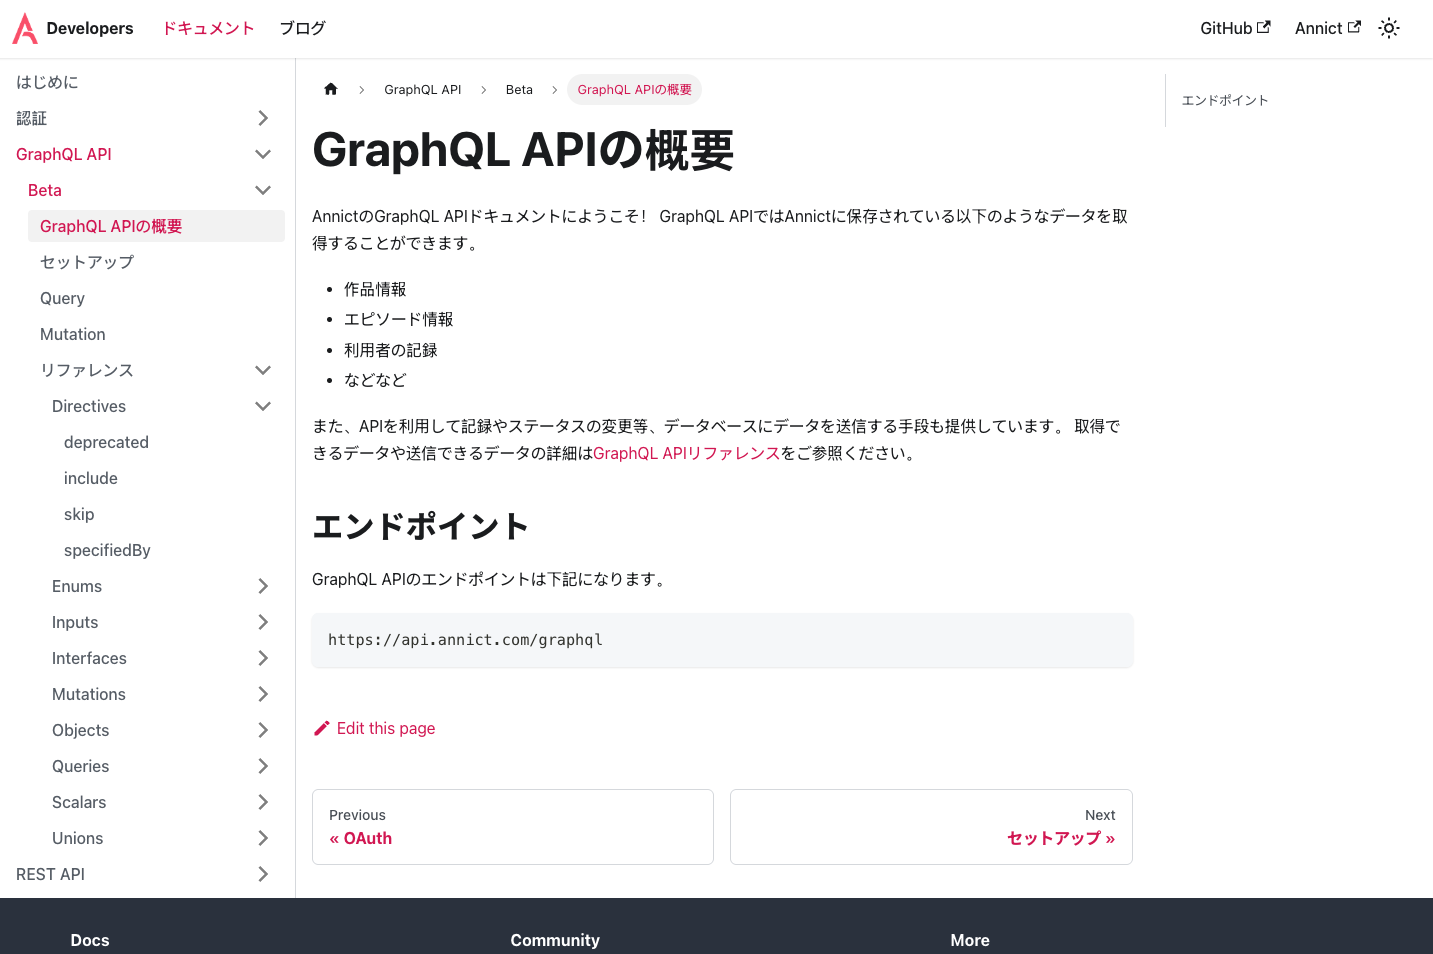 Developers ドキュメント ブログ GitHub Annict
はじめに
認証
GraphQL API
Beta
GraphQL APIの概要
セットアップ
Query
Mutation
リファレンス
Directives
deprecated
include
skip
specifiedBy
Enums
Inputs
Interfaces
Mutations
Objects
Queries
Scalars
Unions
REST API
GraphQL API Beta GraphQL APIの概要
GraphQL APIの概要
AnnictのGraphQL APIドキュメントにようこそ！ GraphQL APIではAnnictに保存されている以下のようなデータを取
得することができます。
• 作品情報
• エピソード情報
• 利用者の記録
• などなど
また、APIを利用して記録やステータスの変更等、データベースにデータを送信する手段も提供しています。 取得で
きるデータや送信できるデータの詳細はGraphQL APIリファレンスをご参照ください。
エンドポイント
GraphQL APIのエンドポイントは下記になります。
https://api.annict.com/graphql
Edit this page
Previous
« OAuth
Next
セットアップ »
エンドポイント
Docs Community More